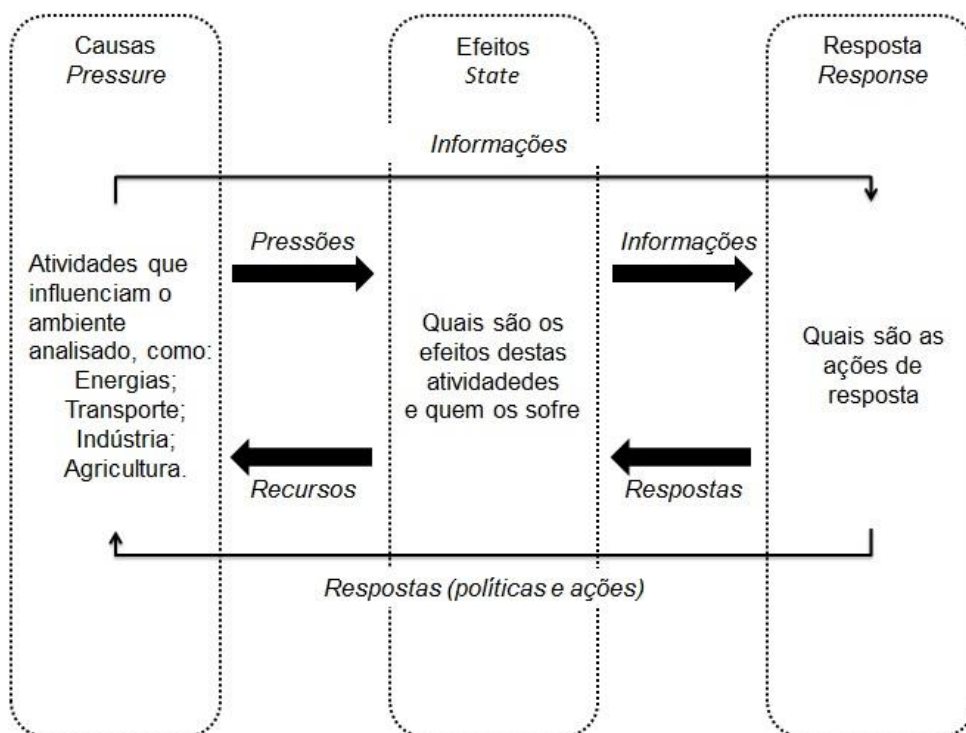 Causas
Pressure
Efeitos
State
Resposta
Response
Informações
Pressões
Informações
Atividades que
influenciam o
ambiente
analisado, como:
Energias;
Transporte;
Indústria;
Agricultura.
Quais são os
efeitos destas
atividadedes
e quem os sofre
Quais são as
ações de
resposta
Recursos
Respostas
Respostas (políticas e ações)